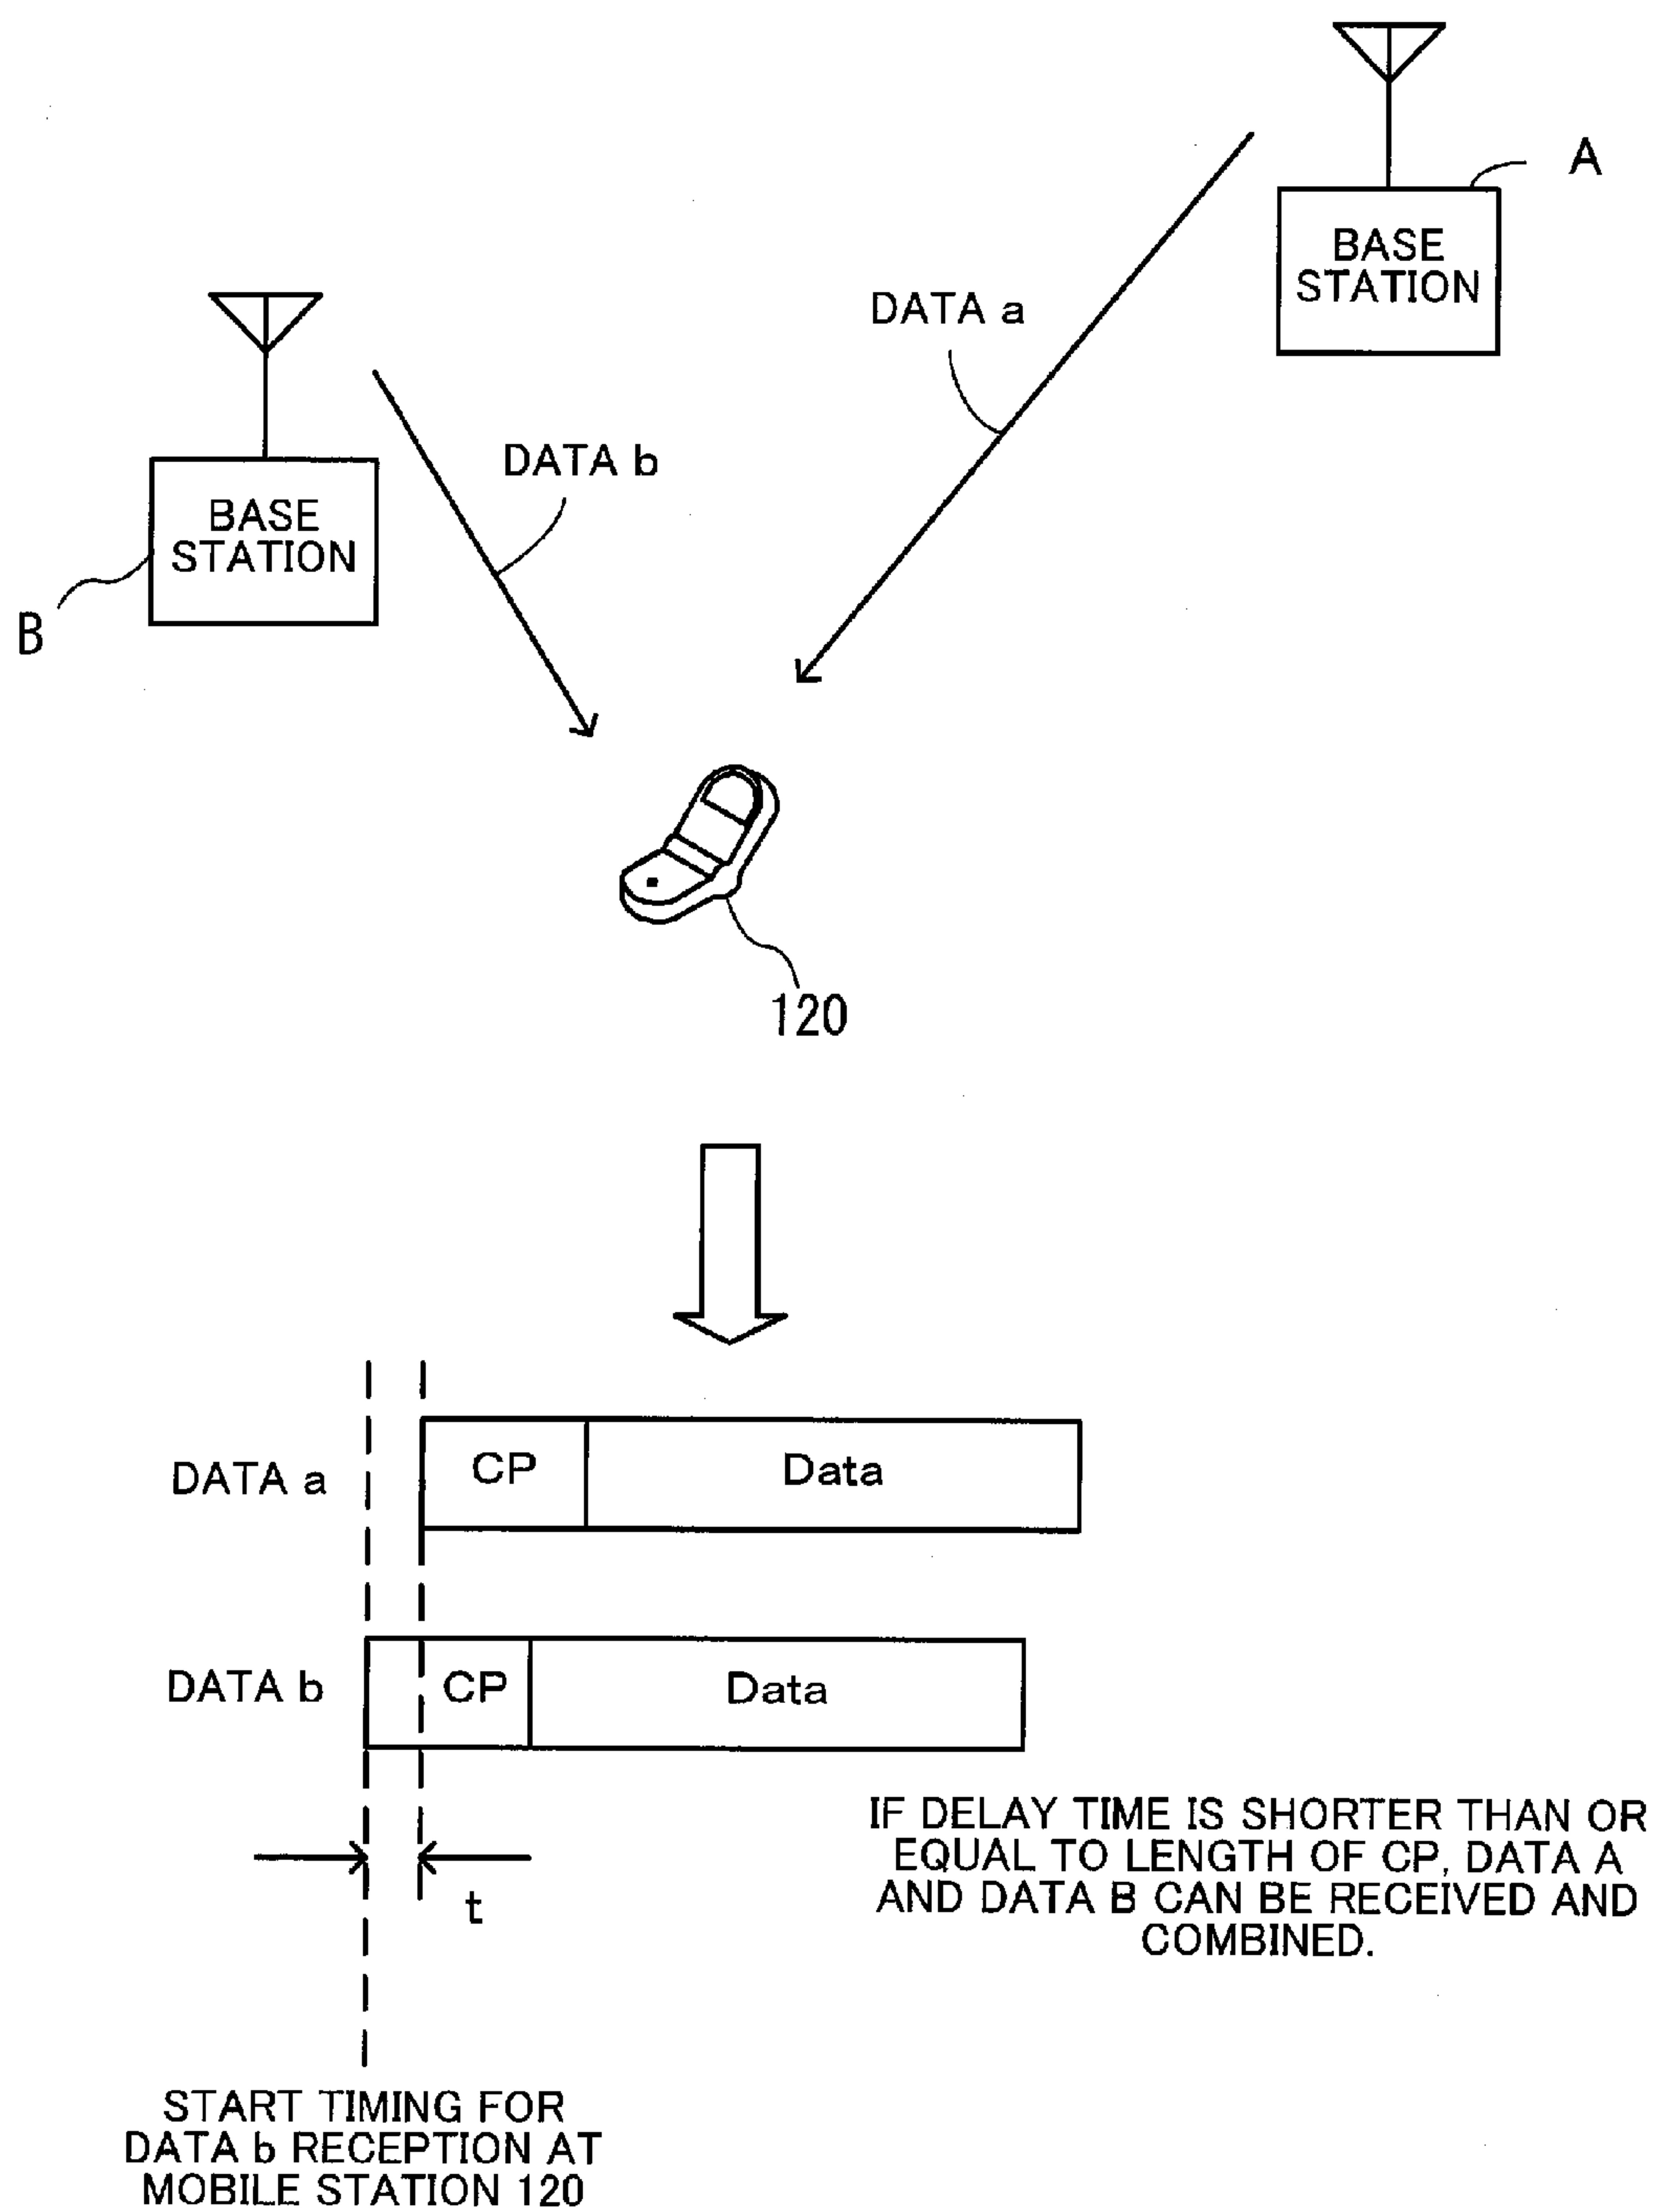 A
BASE
STATION
DATA a
DATA b
BASE
STATION
B
120
DATA a
CP
Data
DATA b
CP
Data
t
IF DELAY TIME IS SHORTER THAN OR
EQUAL TO LENGTH OF CP, DATA A
AND DATA B CAN BE RECEIVED AND
COMBINED.
START TIMING FOR
DATA b RECEPTION AT
MOBILE STATION 120